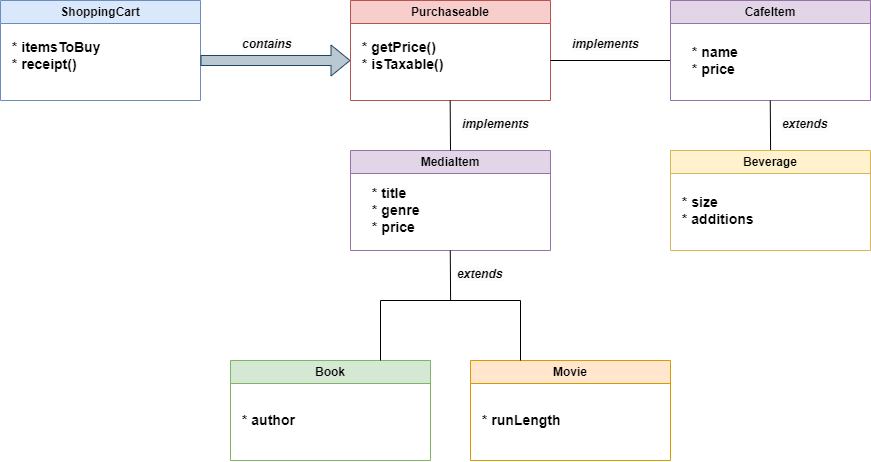 ShoppingCart
* itemsToBuy
* receipt()
contains
Purchaseable
* getPrice()
* isTaxable()
implements
CafeItem
* name
* price
implements
extends
MediaItem
* title
* genre
* price
Beverage
* size
* additions
extends
Book
* author
Movie
* runLength